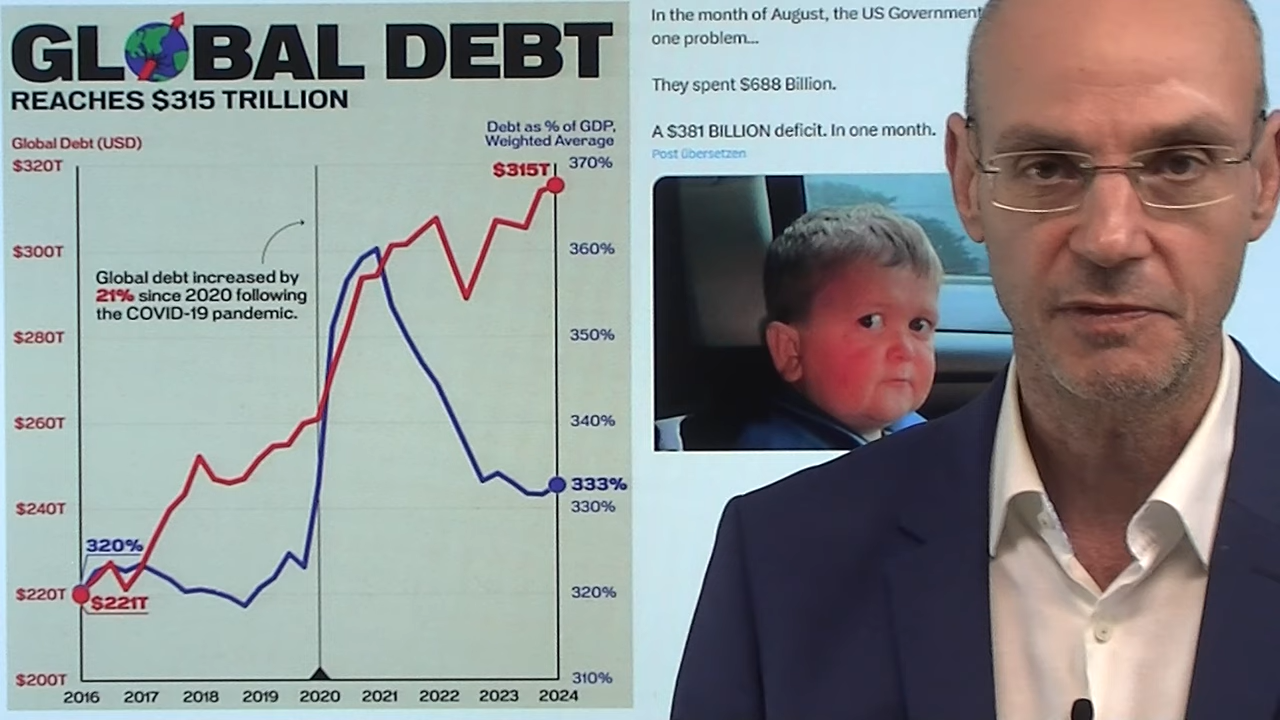 GLOBAL DEBT
REACHES $315 TRILLION
Global Debt (USD)
Debt as % of GDP,
Weighted Average
$320T
$300T
$280T
$260T
$240T
$220T
$200T
370%
360%
350%
340%
330%
320%
310%
$315T
333%
320%
$221T
Global debt increased by
21% since 2020 following
the COVID-19 pandemic.
2016 2017 2018 2019 2020 2021 2022 2023 2024
In the month of August, the US Government
one problem...
They spent $688 Billion.
A $381 BILLION deficit. In one month.
Post übersetzen